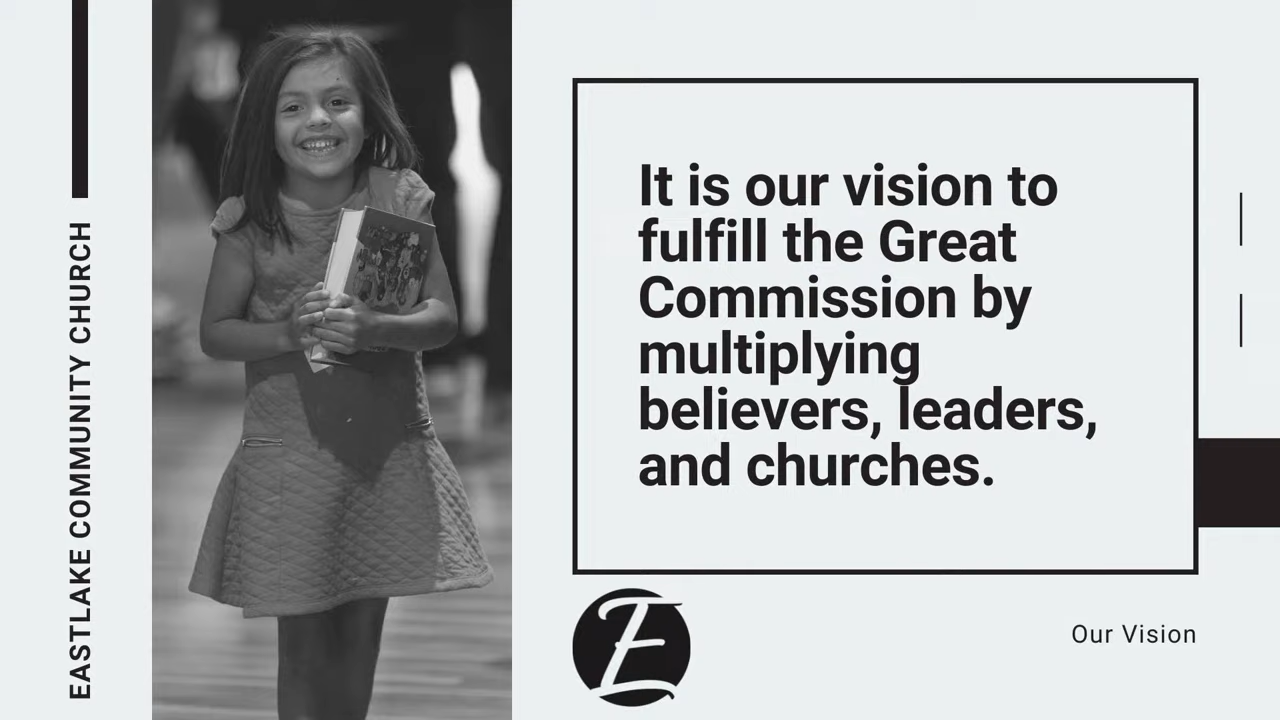 EASTLAKE COMMUNITY CHURCH
It is our vision to
fulfill the Great
Commission by
multiplying
believers, leaders,
and churches.
E
Our Vision